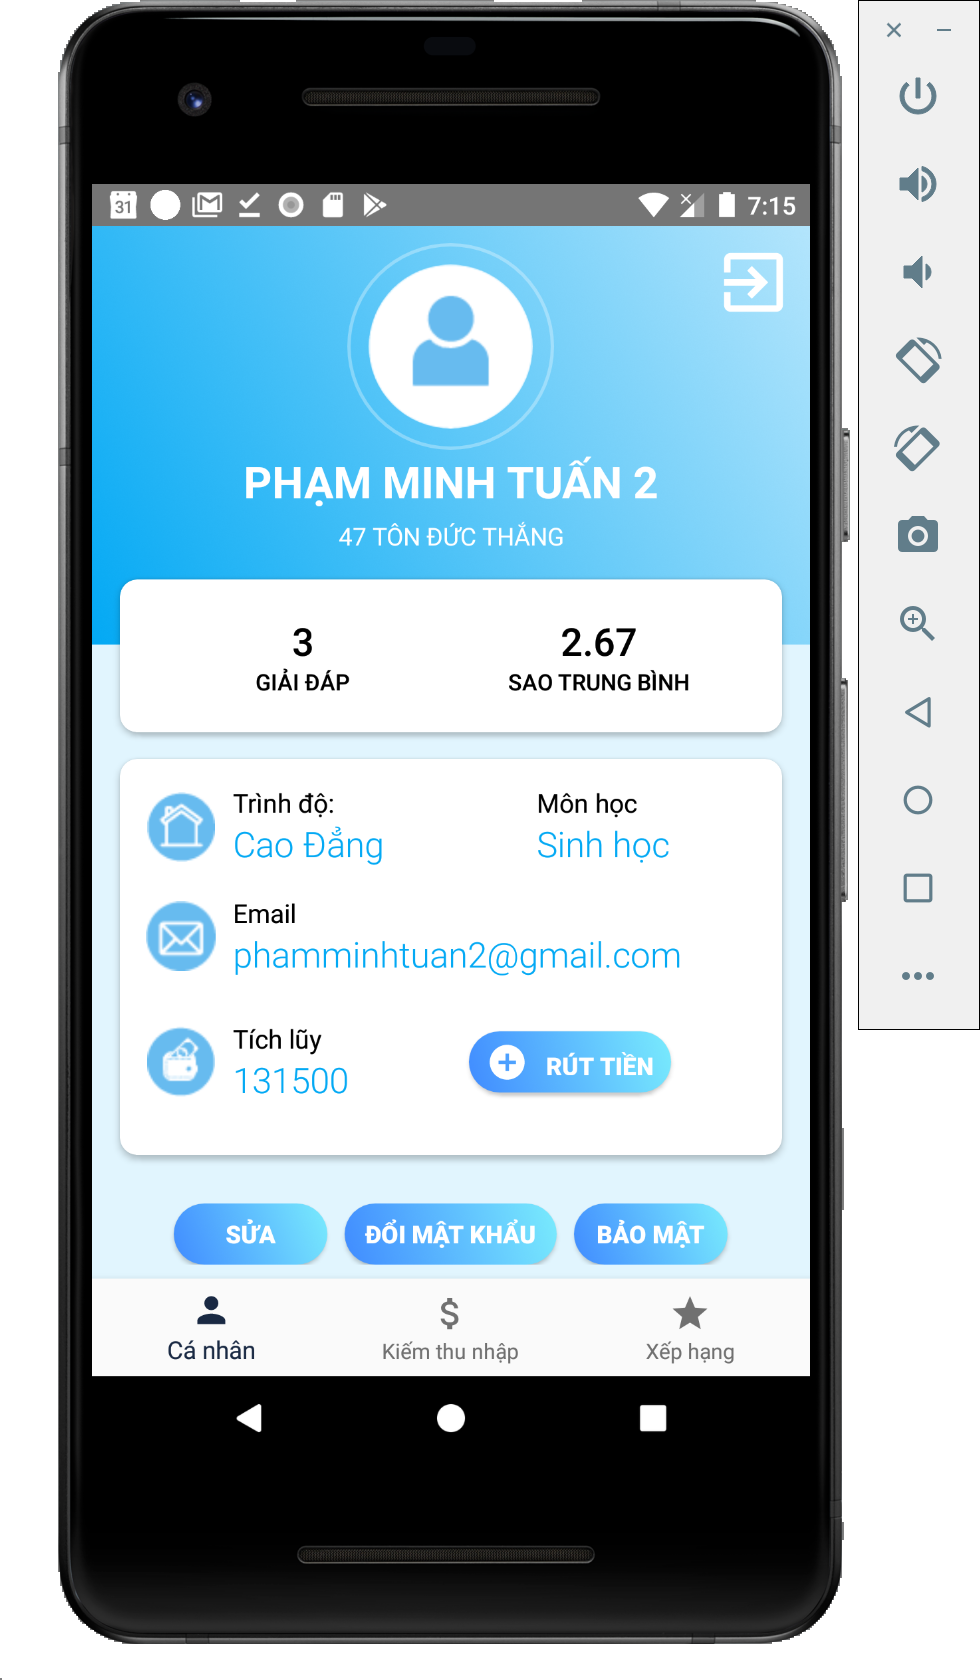 31
7:15
PHẠM MINH TUẤN 2
47 TÔN ĐỨC THẮNG
3
2.67
GIẢI ĐÁP
SAO TRUNG BÌNH
Trình độ:
Môn học
Cao Đẳng
Sinh học
Email
phamminhtuan2@gmail.com
Tích lũy
131500
RÚT TIỀN
SỬA
ĐỔI MẬT KHẨU
BẢO MẬT
Cá nhân
Kiếm thu nhập
Xếp hạng